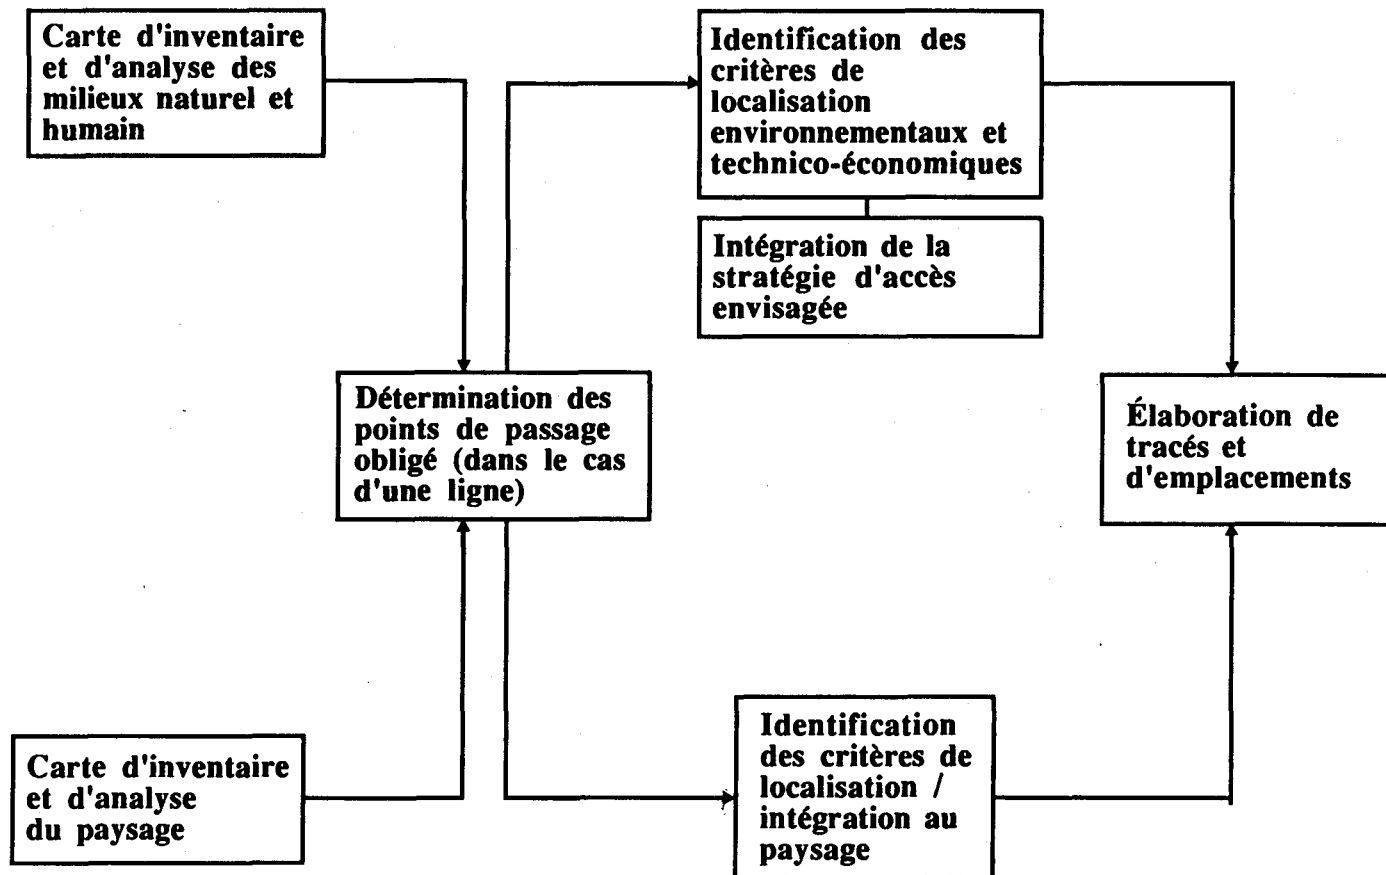 Carte d'inventaire
et d'analyse des
milieux naturel et
humain
Identification des
critères de
localisation
environnementaux et
technico-économiques
Intégration de la
stratégie d'accès
envisagée
Détermination des
points de passage
obligé (dans le cas
d'une ligne)
Élaboration de
tracés et
d'emplacements
Carte d'inventaire
et d'analyse
du paysage
Identification
des critères de
localisation /
intégration au
paysage